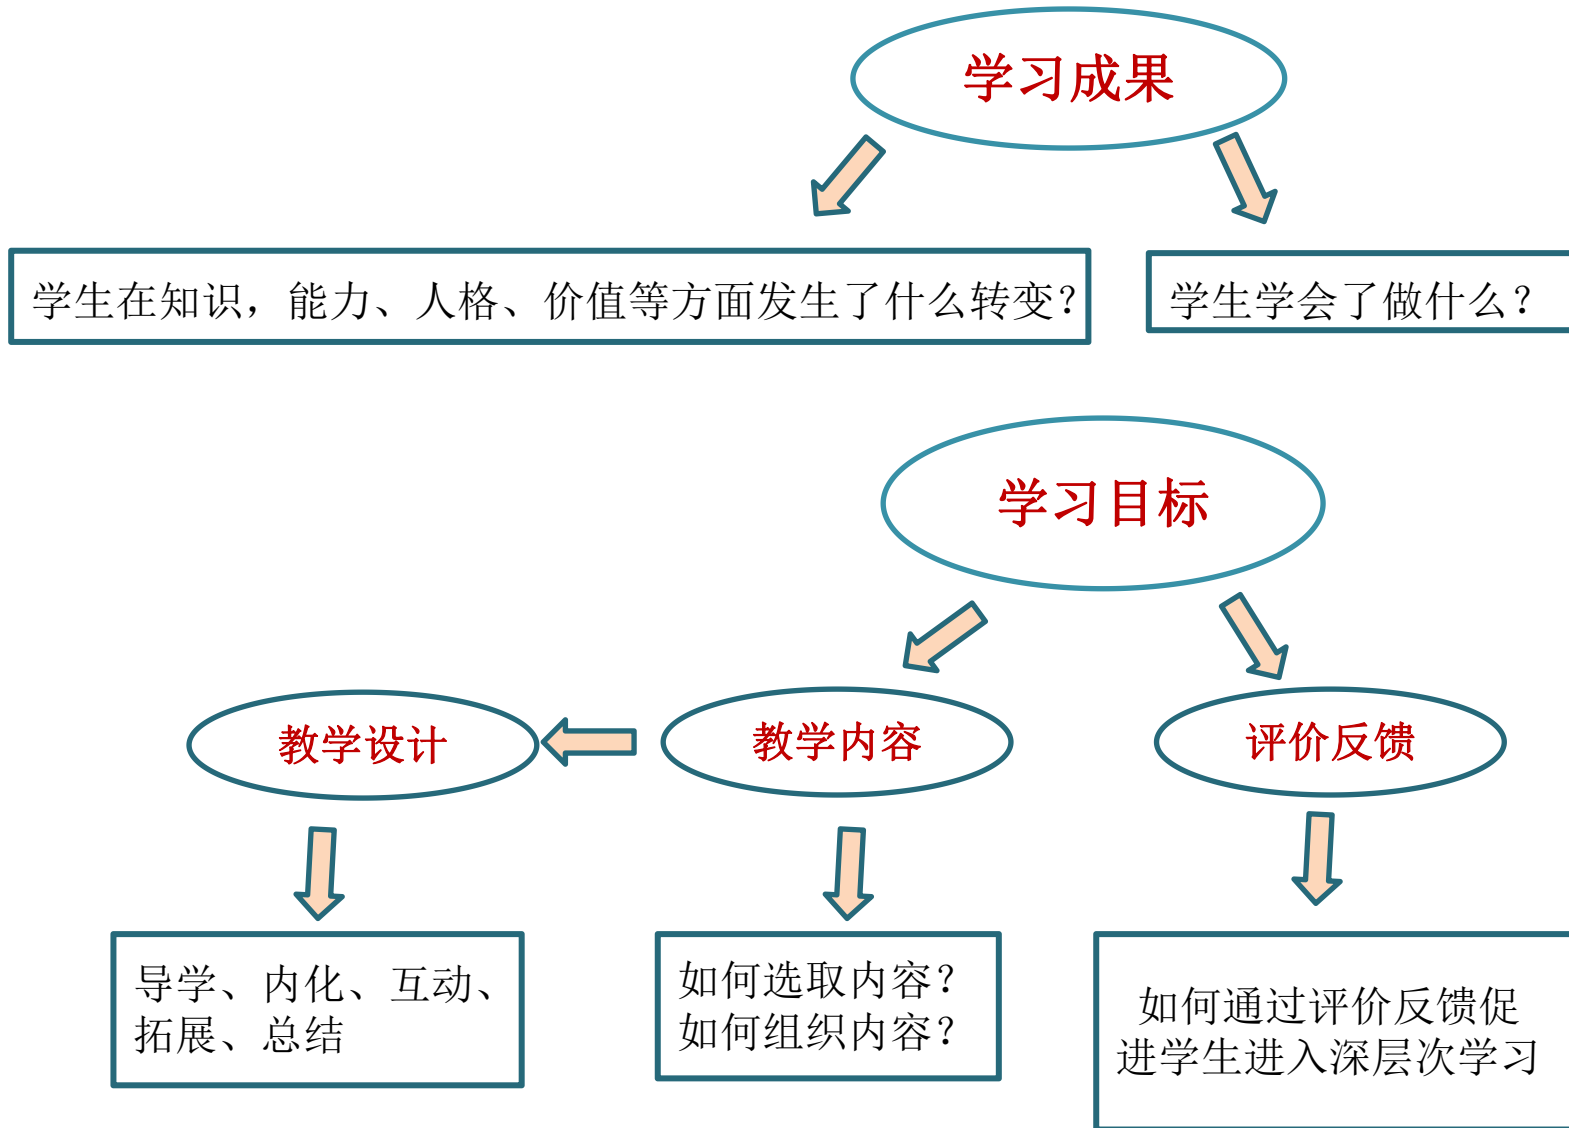 学习成果
学生在知识，能力、人格、价值等方面发生了什么转变？
学生学会了做什么？
学习目标
教学设计
教学内容
评价反馈
导学、内化、互动、
拓展、总结
如何选取内容？
如何组织内容？
如何通过评价反馈促
进学生进入深层次学习